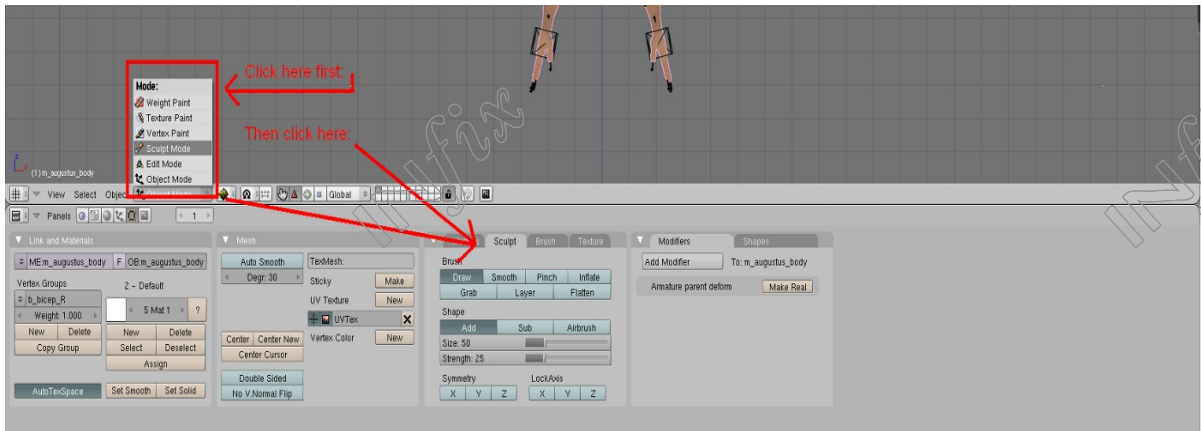 Click here first:
Mode:
Weight Paint
Texture Paint
Vertex Paint
Sculpt Mode
Edit Mode
Object Mode
Then click here:
INfix
(1) m_augustus_body
View Select Object Global
Panels 1
Link and Materials
ME:m_augustus_body F OB:m_augustus_body
Vertex Groups
2 - Default
b_bicep_R
5 Mat 1 ?
Weight: 1.000
New Delete New Delete
Copy Group Select Deselect
Assign
AutoTexSpace Set Smooth Set Solid
Mesh
Auto Smooth TexMesh:
Degr: 30 Sticky Make
UV Texture New
UVTex
Center Center New Vertex Color New
Center Cursor
Double Sided
No V.Normal Flip
Sculpt Brush Texture
Brush
Draw Smooth Pinch Inflate
Grab Layer Flatten
Shape
Add Sub Airbrush
Size: 50
Strength: 25
Symmetry LockAxis
X Y Z X Y Z
Modifiers Shapes
Add Modifier To: m_augustus_body
Armature parent deform Make Real